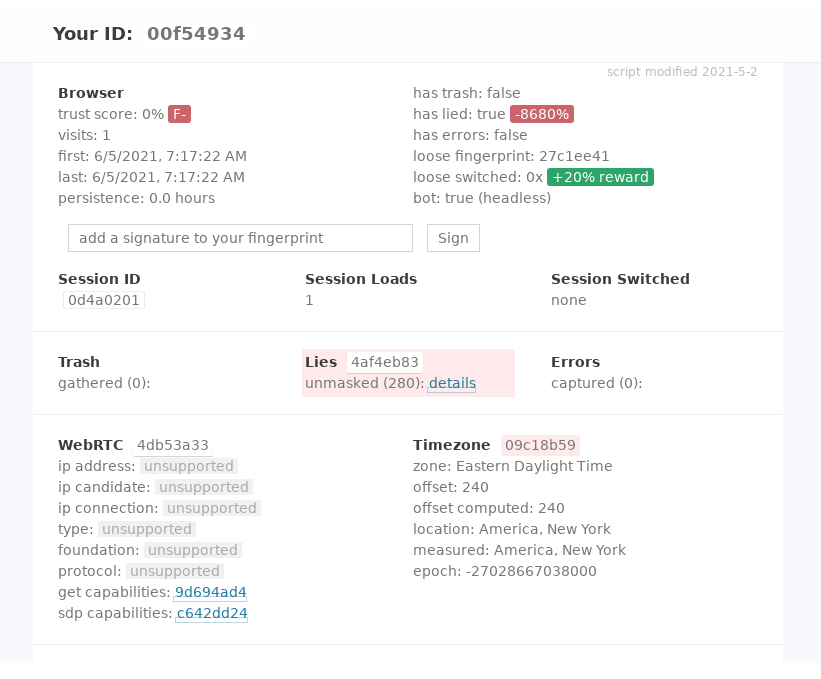 Your ID: 00f54934
script modified 2021-5-2
Browser
trust score: 0% F-
visits: 1
first: 6/5/2021, 7:17:22 AM
last: 6/5/2021, 7:17:22 AM
persistence: 0.0 hours
has trash: false
has lied: true -8680%
has errors: false
loose fingerprint: 27c1ee41
loose switched: 0x +20% reward
bot: true (headless)
add a signature to your fingerprint
Sign
Session ID
0d4a0201
Session Loads
1
Session Switched
none
Trash
gathered (0):
Lies 4af4eb83
unmasked (280): details
Errors
captured (0):
WebRTC 4db53a33
ip address: unsupported
ip candidate: unsupported
ip connection: unsupported
type: unsupported
foundation: unsupported
protocol: unsupported
get capabilities: 9d694ad4
sdp capabilities: c642dd24
Timezone 09c18b59
zone: Eastern Daylight Time
offset: 240
offset computed: 240
location: America, New York
measured: America, New York
epoch: -27028667038000